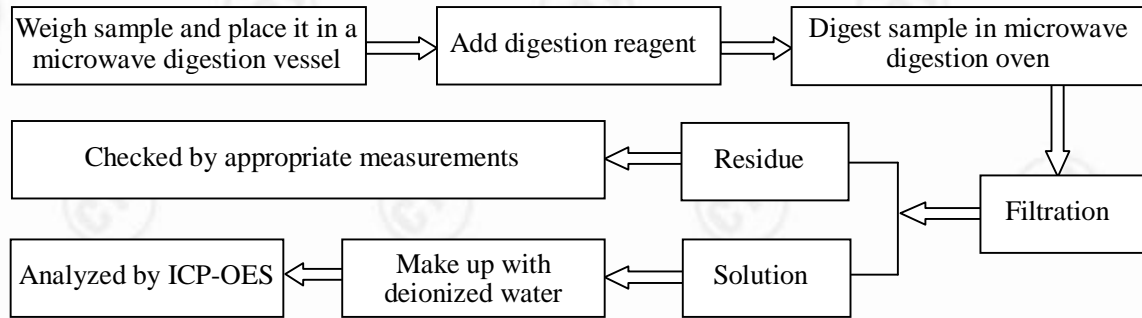 Weigh sample and place it in a
microwave digestion vessel
Add digestion reagent
Digest sample in microwave
digestion oven
Checked by appropriate measurements
Residue
Filtration
Analyzed by ICP-OES
Make up with
deionized water
Solution